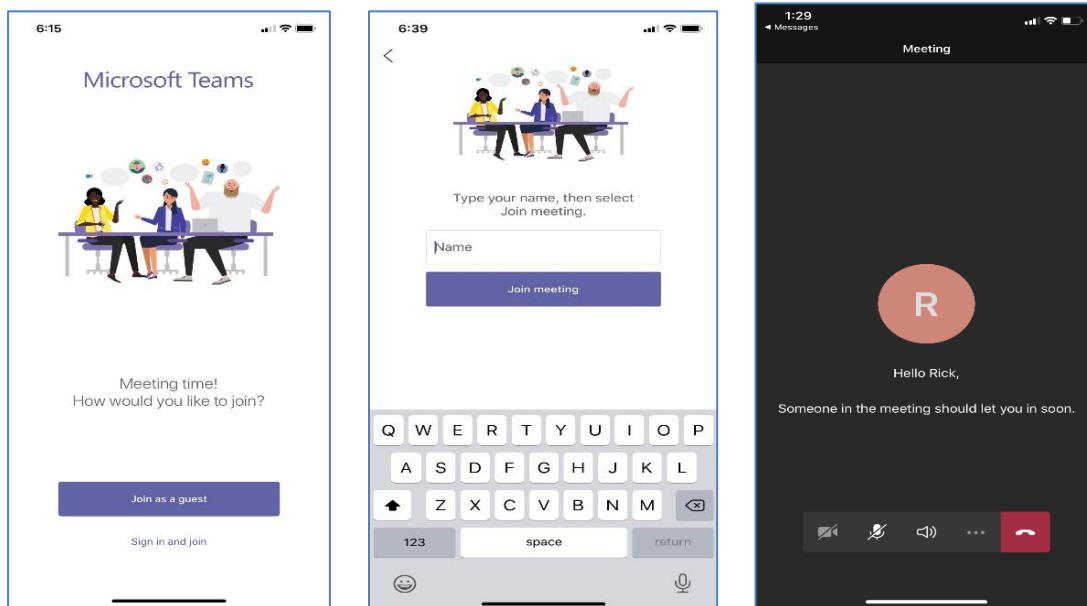 6:15
Microsoft Teams
Meeting time!
How would you like to join?
Join as a guest
Sign in and join
6:39
Type your name, then select
Join meeting.
Name
Join meeting
Q W E R T Y U I O P
A S D F G H J K L
Z X C V B N M
123 space return
1:29
Messages
Meeting
R
Hello Rick,
Someone in the meeting should let you in soon.